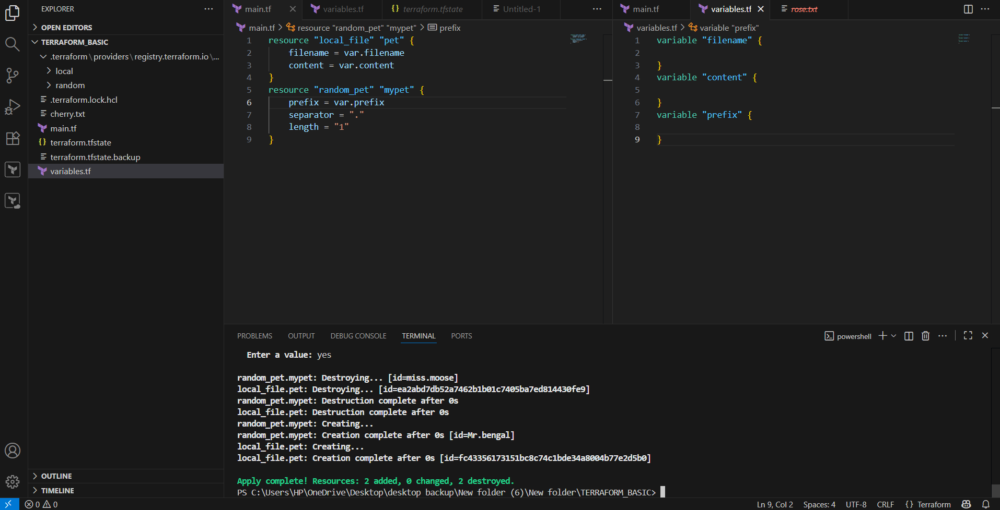 EXPLORER
OPEN EDITORS
TERRAFORM_BASIC
.terraform\providers\registry.terraform.io\...
local
random
.terraform.lock.hcl
cherry.txt
main.tf
terraform.tfstate
terraform.tfstate.backup
variables.tf
OUTLINE
TIMELINE
main.tf
variables.tf
terraform.tfstate
Untitled-1
main.tf > resource "random_pet" "mypet" > prefix
1 resource "local_file" "pet" {
2 filename = var.filename
3 content = var.content
4 }
5 resource "random_pet" "mypet" {
6 prefix = var.prefix
7 separator = "."
8 length = "1"
9 }
main.tf
variables.tf
rose.txt
variables.tf > variable "prefix"
1 variable "filename" {
2
3 }
4 variable "content" {
5
6 }
7 variable "prefix" {
8
9 }
PROBLEMS OUTPUT DEBUG CONSOLE TERMINAL PORTS
powershell
Enter a value: yes
random_pet.mypet: Destroying... [id=miss.moose]
local_file.pet: Destroying... [id=ea2abd7db52a7462b1b01c7405ba7ed814430fe9]
random_pet.mypet: Destruction complete after 0s
local_file.pet: Destruction complete after 0s
random_pet.mypet: Creating...
random_pet.mypet: Creation complete after 0s [id=Mr.bengal]
local_file.pet: Creating...
local_file.pet: Creation complete after 0s [id=fc43356173151bc8c74c1bde34a8004b77e2d5b0]
Apply complete! Resources: 2 added, 0 changed, 2 destroyed.
PS C:\Users\HP\OneDrive\Desktop\desktop backup\New folder (6)\New folder\TERRAFORM_BASIC>
0 0
Ln 9, Col 2 Spaces: 4 UTF-8 CRLF {} Terraform